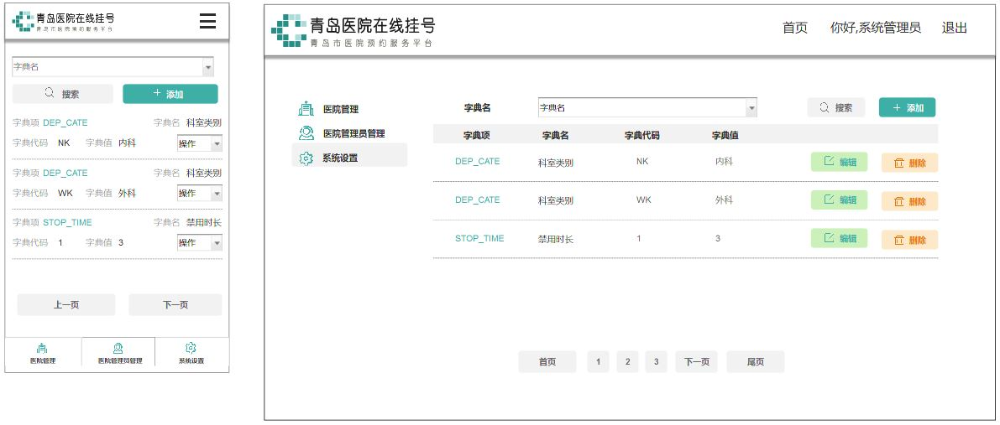 青岛医院在线挂号
青岛市医院预约服务平台
字典名
搜索 添加
字典项 DEP_CATE 字典名 科室类别
字典代码 NK 字典值 内科 操作
字典项 DEP_CATE 字典名 科室类别
字典代码 WK 字典值 外科 操作
字典项 STOP_TIME 字典名 禁用时长
字典代码 1 字典值 3 操作
上一页 下一页
医院管理 医院管理员管理 系统设置
青岛医院在线挂号
青岛市医院预约服务平台
首页 你好,系统管理员 退出
医院管理
医院管理员管理
系统设置
字典名 字典名 搜索 添加
字典项 字典名 字典代码 字典值
DEP_CATE 科室类别 NK 内科 编辑 删除
DEP_CATE 科室类别 WK 外科 编辑 删除
STOP_TIME 禁用时长 1 3 编辑 删除
首页 1 2 3 下一页 尾页